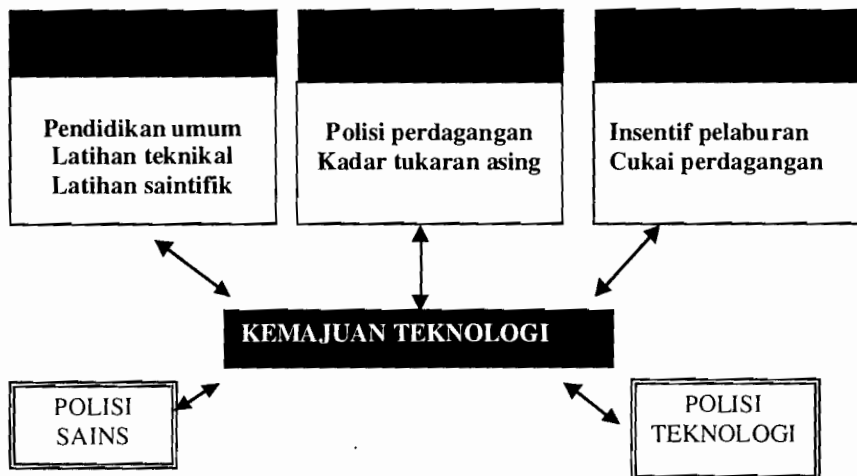 Pendidikan umum
Latihan teknikal
Latihan saintifik
Polisi perdagangan
Kadar tukaran asing
Insentif pelaburan
Cukai perdagangan
KEMAJUAN TEKNOLOGI
POLISI
SAINS
POLISI
TEKNOLOGI